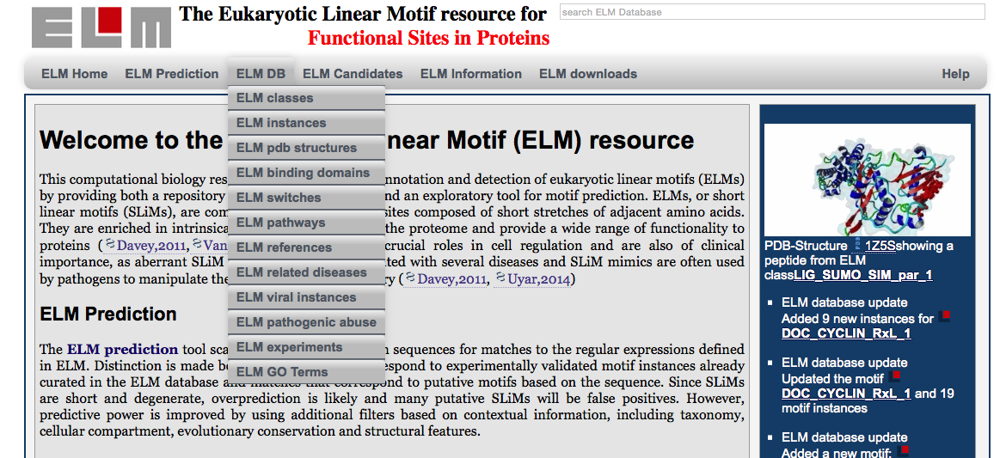 ELM
The Eukaryotic Linear Motif resource for
Functional Sites in Proteins
search ELM Database
ELM Home ELM Prediction ELM DB ELM Candidates ELM Information ELM downloads Help
ELM classes
ELM instances
ELM pdb structures
ELM binding domains
ELM switches
ELM pathways
ELM references
ELM related diseases
ELM viral instances
ELM pathogenic abuse
ELM experiments
ELM GO Terms
Welcome to the near Motif (ELM) resource
This computational biology res nnotation and detection of eukaryotic linear motifs (ELMs)
by providing both a repository nd an exploratory tool for motif prediction. ELMs, or short
linear motifs (SLiMs), are com sites composed of short stretches of adjacent amino acids.
They are enriched in intrinsica the proteome and provide a wide range of functionality to
proteins (Davey,2011, Van crucial roles in cell regulation and are also of clinical
importance, as aberrant SLiM ted with several diseases and SLiM mimics are often used
by pathogens to manipulate the ry (Davey,2011, Uyar,2014)
ELM Prediction
The ELM prediction tool sca n sequences for matches to the regular expressions defined
in ELM. Distinction is made be espond to experimentally validated motif instances already
curated in the ELM database and matches that correspond to putative motifs based on the sequence. Since SLiMs
are short and degenerate, overprediction is likely and many putative SLiMs will be false positives. However,
predictive power is improved by using additional filters based on contextual information, including taxonomy,
cellular compartment, evolutionary conservation and structural features.
PDB-Structure 1Z5Sshowing a
peptide from ELM
classLIG_SUMO_SIM_par_1
ELM database update
Added 9 new instances for
DOC_CYCLIN_RxL_1
ELM database update
Updated the motif
DOC_CYCLIN_RxL_1 and 19
motif instances
ELM database update
Added a new motif: